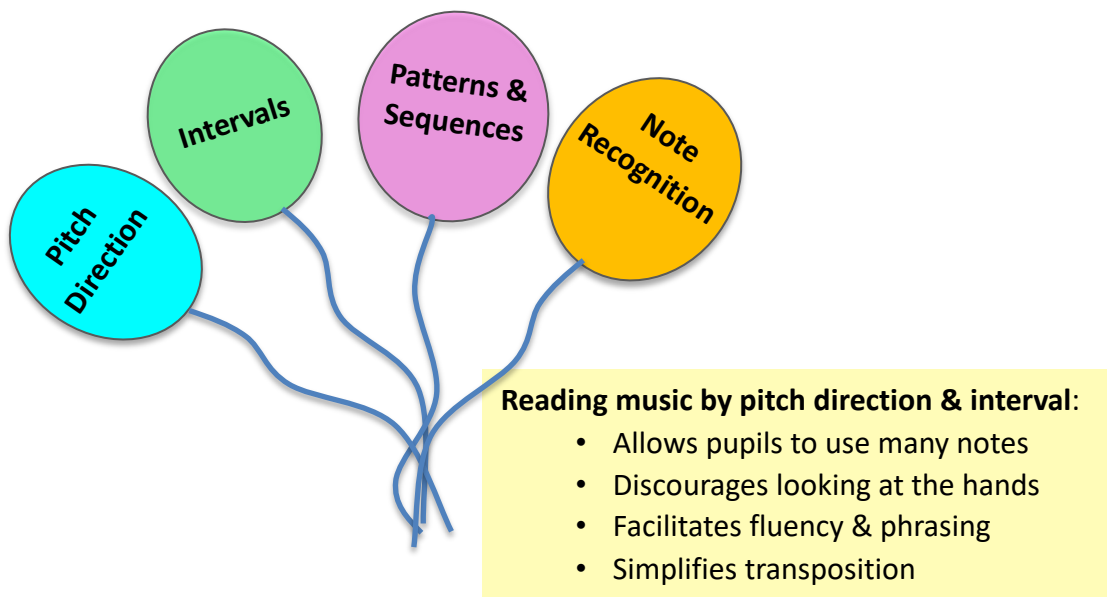 Pitch
Direction
Intervals
Patterns &
Sequences
Note
Recognition
Reading music by pitch direction & interval:
• Allows pupils to use many notes
• Discourages looking at the hands
• Facilitates fluency & phrasing
• Simplifies transposition